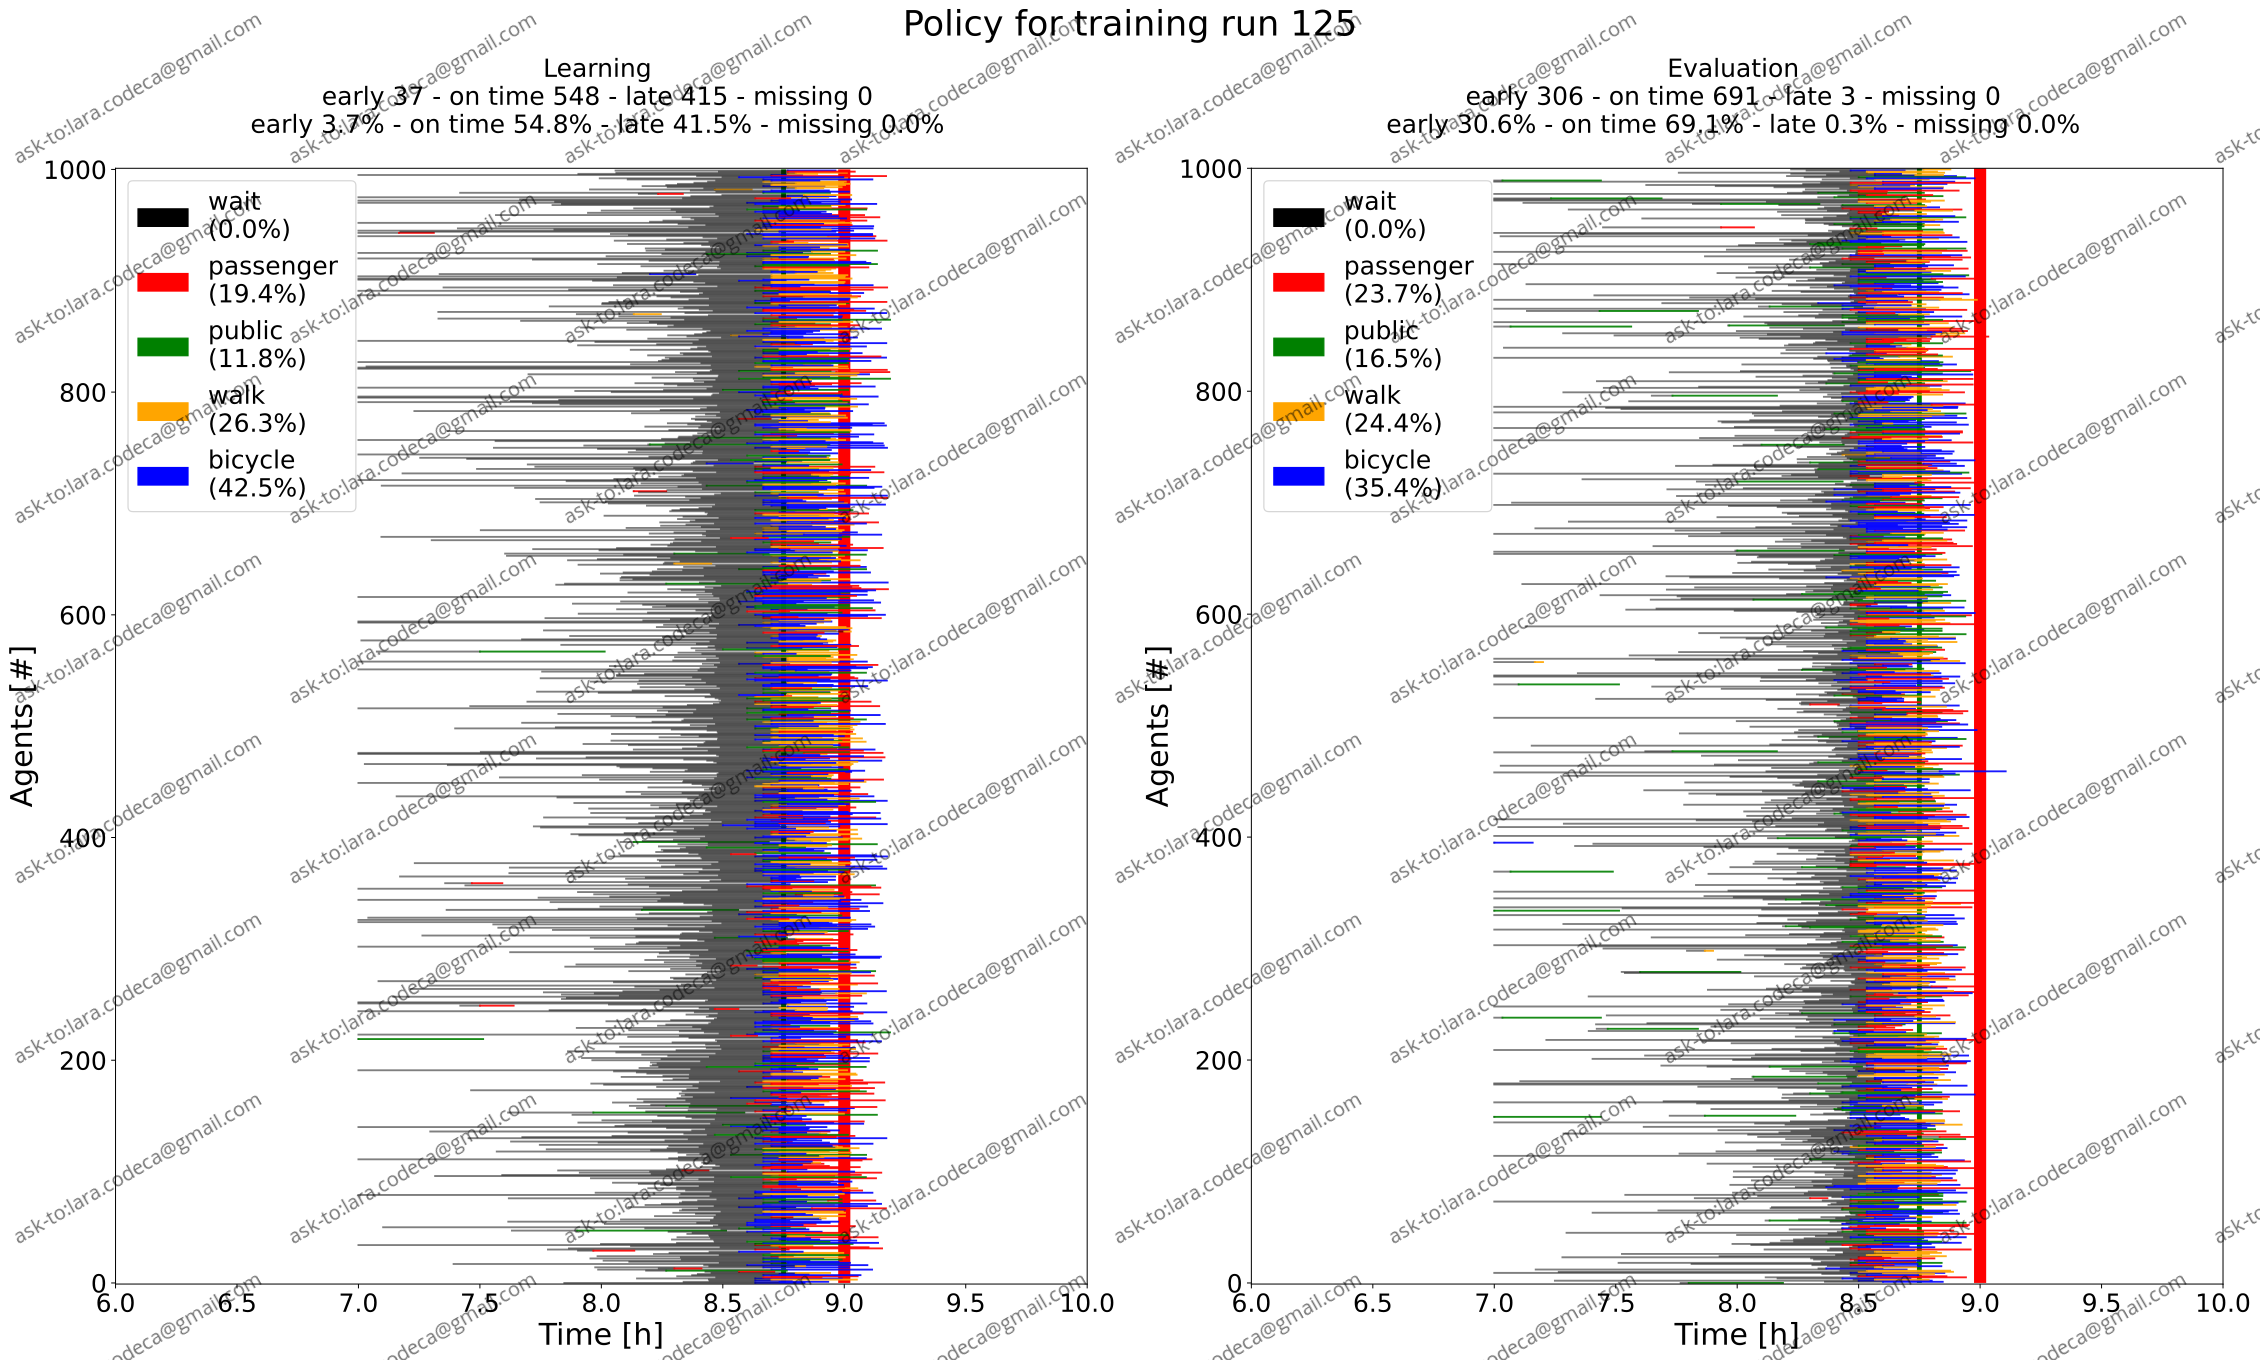 Policy for training run 125
Learning
early 37 - on time 548 - late 415 - missing 0
early 3.7% - on time 54.8% - late 41.5% - missing 0.0%
1000
800
600
400
200
0
Agents [#]
wait
(0.0%)
passenger
(19.4%)
public
(11.8%)
walk
(26.3%)
bicycle
(42.5%)
6.0 6.5 7.0 7.5 8.0 8.5 9.0 9.5 10.0
Time [h]
Evaluation
early 306 - on time 691 - late 3 - missing 0
early 30.6% - on time 69.1% - late 0.3% - missing 0.0%
1000
800
600
400
200
0
Agents [#]
wait
(0.0%)
passenger
(23.7%)
public
(16.5%)
walk
(24.4%)
bicycle
(35.4%)
6.0 6.5 7.0 7.5 8.0 8.5 9.0 9.5 10.0
Time [h]
ask-to:lara.codeca@gmail.com